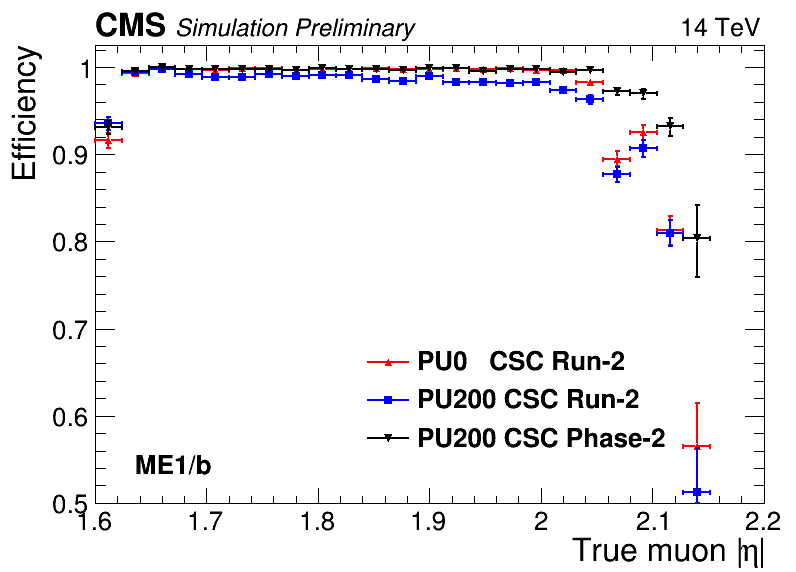 CMS Simulation Preliminary 14 TeV
Efficiency
1
0.9
0.8
0.7
0.6
0.5
PU0 CSC Run-2
PU200 CSC Run-2
PU200 CSC Phase-2
ME1/b
1.6 1.7 1.8 1.9 2 2.1 2.2
True muon |η|